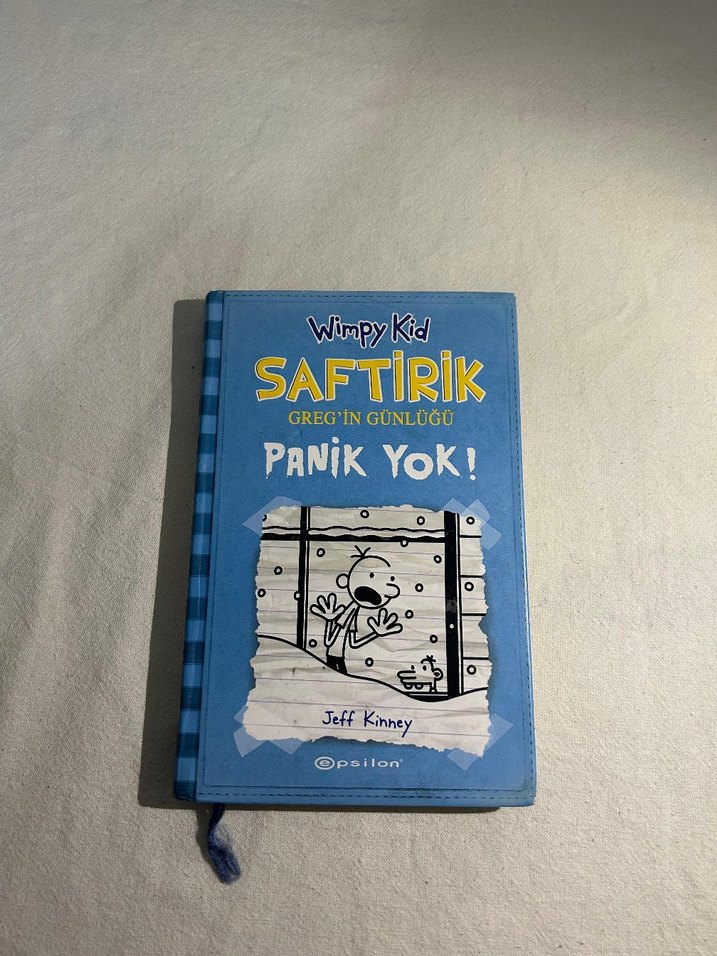 Wimpy Kid
SAFTİRİK
GREG'İN GÜNLÜĞÜ
PANİK YOK!
Jeff Kinney
epsilon